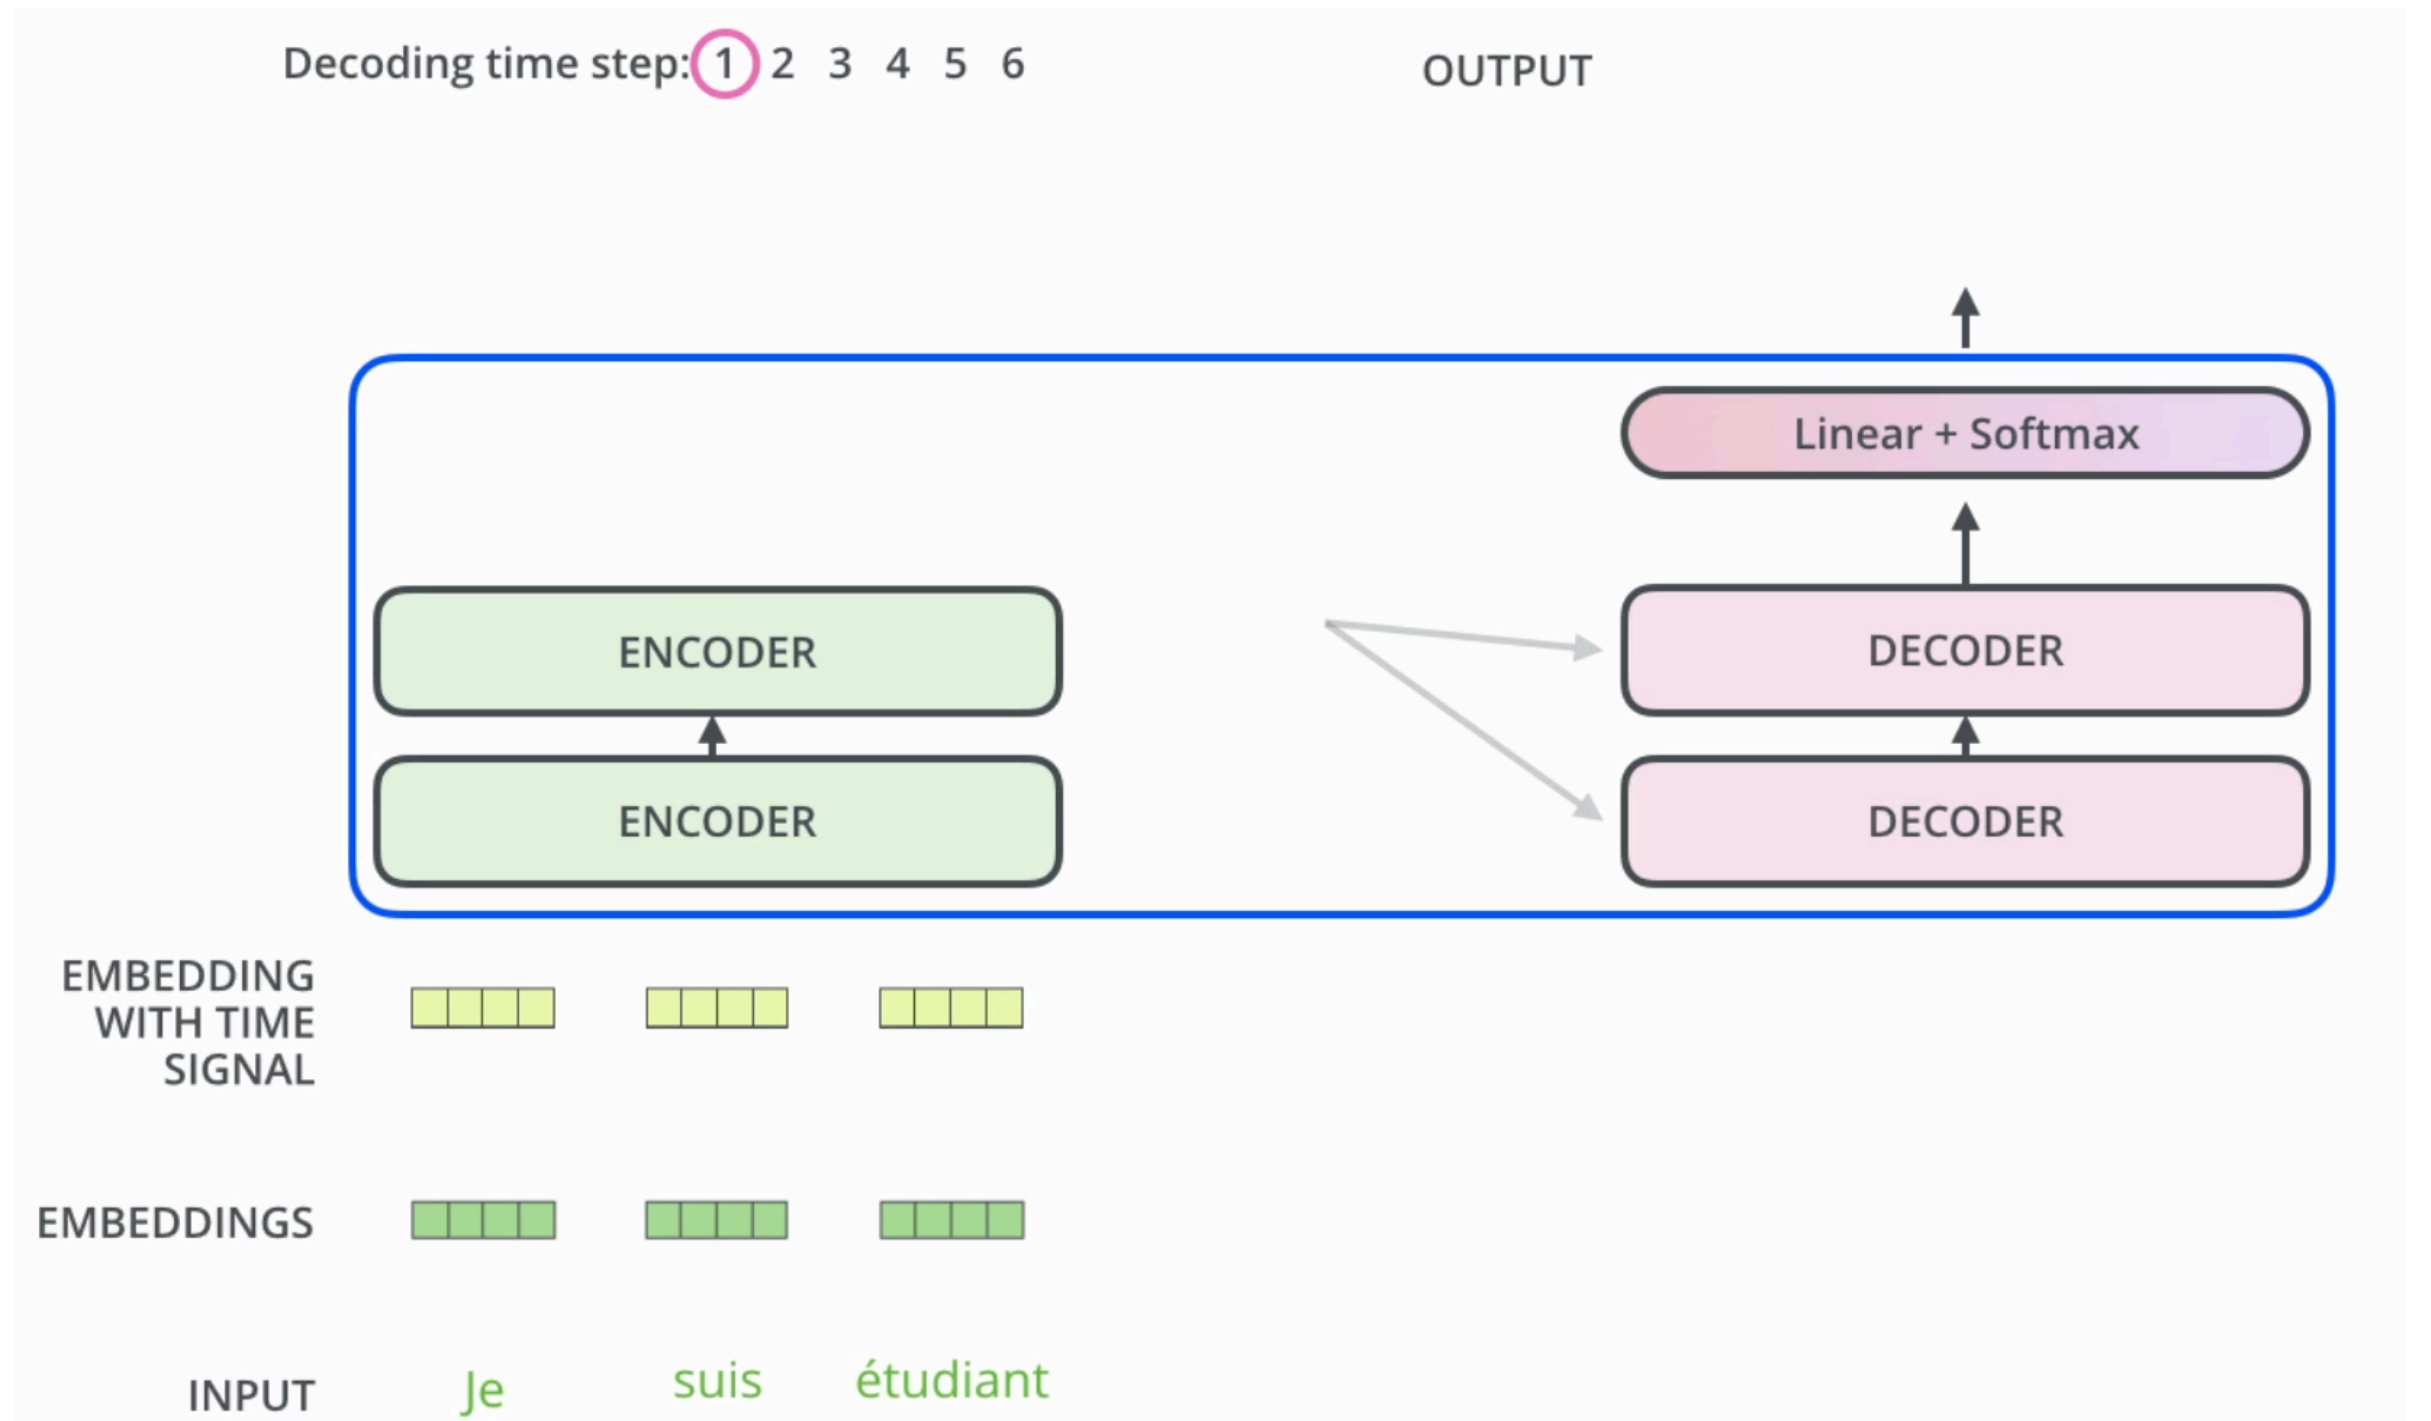 Decoding time step: 1 2 3 4 5 6
OUTPUT
Linear + Softmax
ENCODER
DECODER
ENCODER
DECODER
EMBEDDING
WITH TIME
SIGNAL
EMBEDDINGS
INPUT
Je suis étudiant